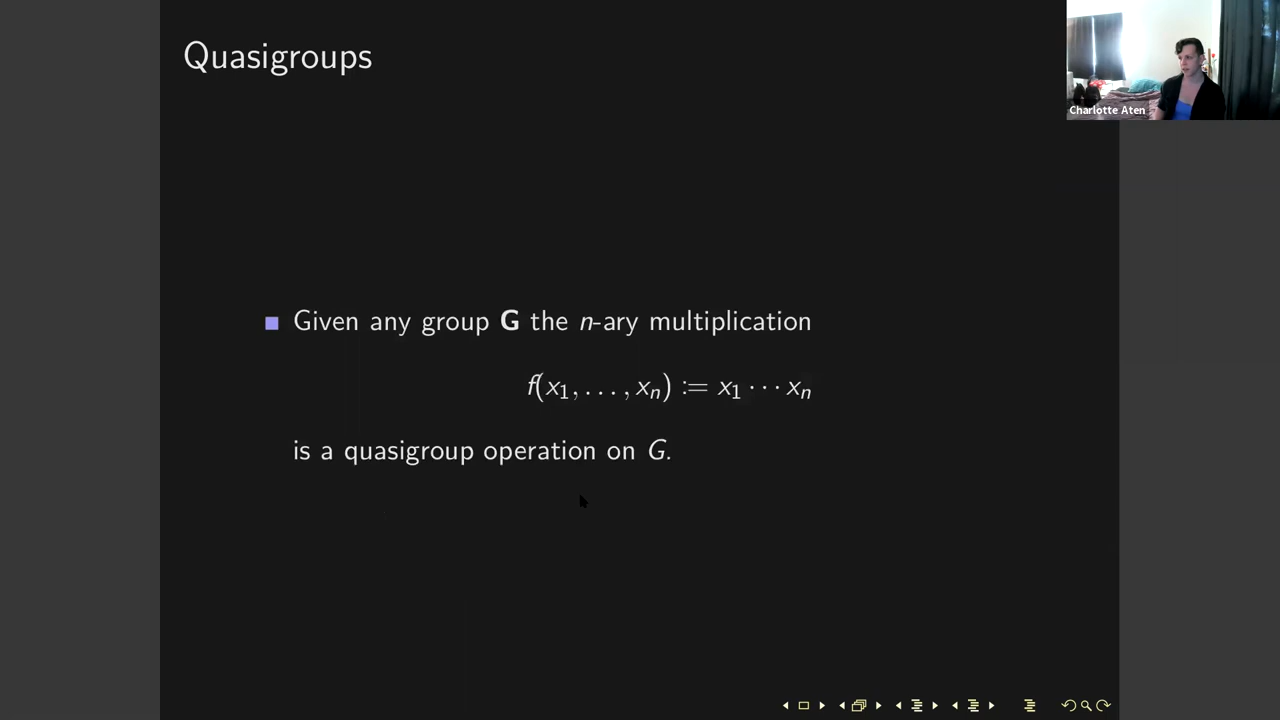 Quasigroups
Charlotte Aten
Given any group G the n-ary multiplication
f(x₁, . . . , xₙ) := x₁ · · · xₙ
is a quasigroup operation on G.